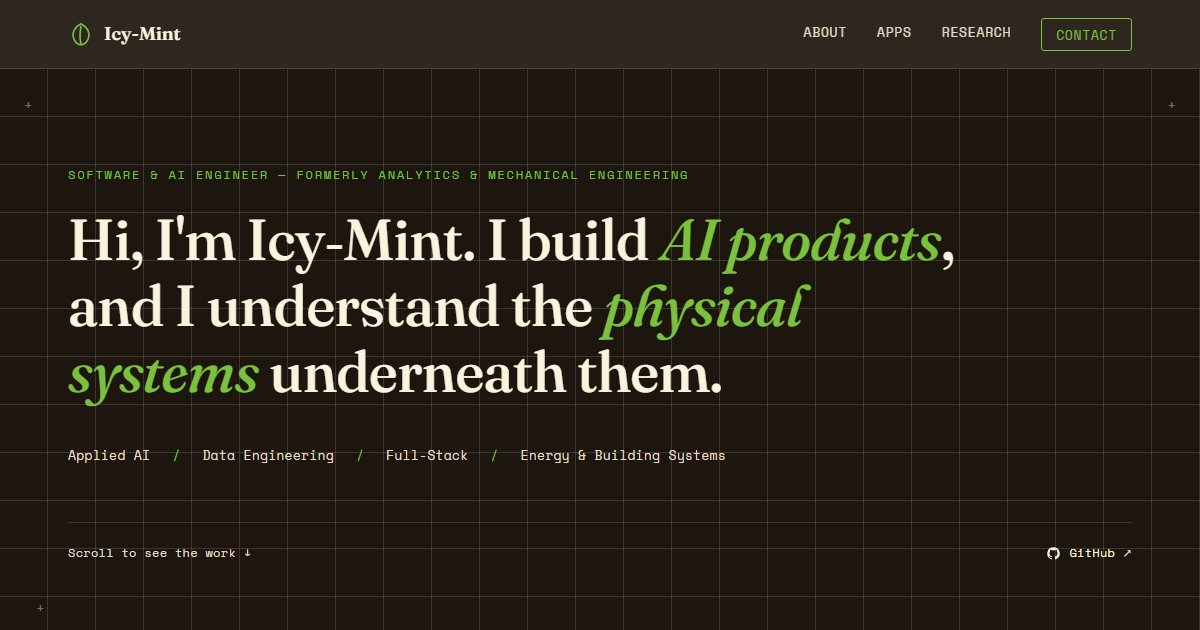 Icy-Mint
ABOUT APPS RESEARCH CONTACT
SOFTWARE & AI ENGINEER — FORMERLY ANALYTICS & MECHANICAL ENGINEERING
Hi, I'm Icy-Mint. I build AI products,
and I understand the physical
systems underneath them.
Applied AI / Data Engineering / Full-Stack / Energy & Building Systems
Scroll to see the work ↓
GitHub ↗